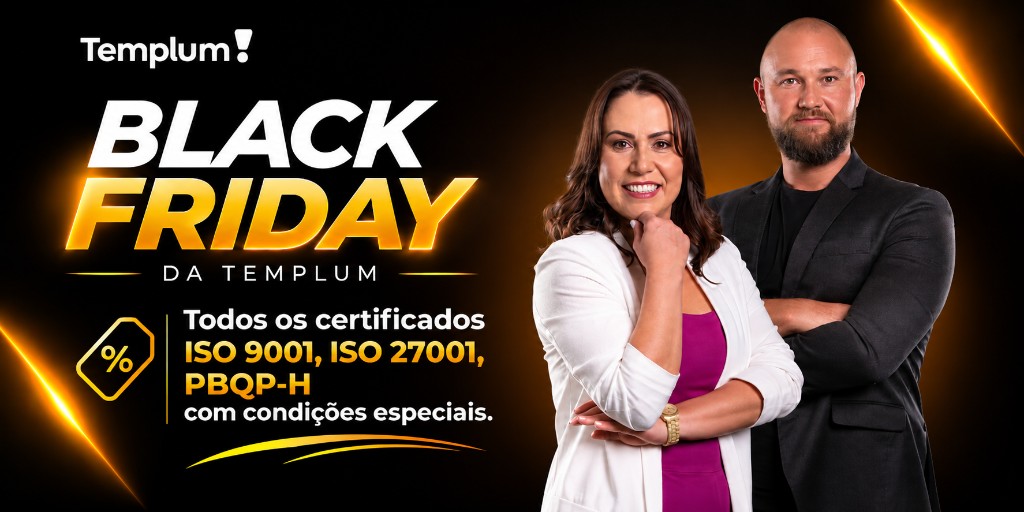 Templum!
BLACK
FRIDAY
DA TEMPLUM
%
Todos os certificados
ISO 9001, ISO 27001,
PBQP-H
com condições especiais.